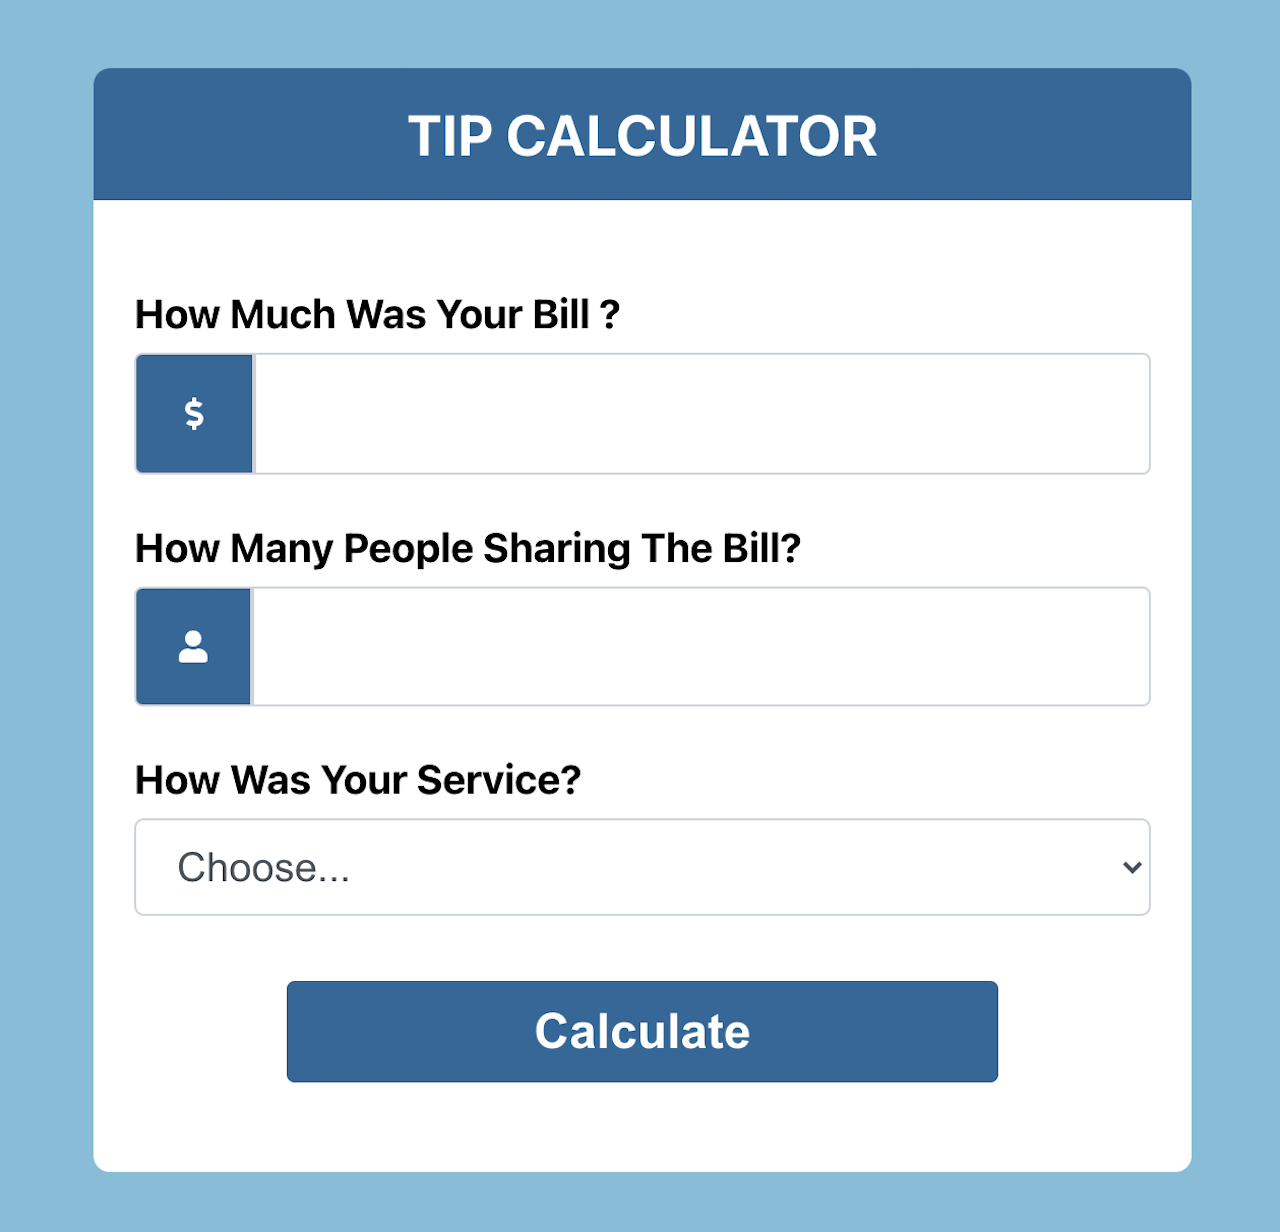 TIP CALCULATOR
How Much Was Your Bill ?
$
How Many People Sharing The Bill?
How Was Your Service?
Choose...
Calculate